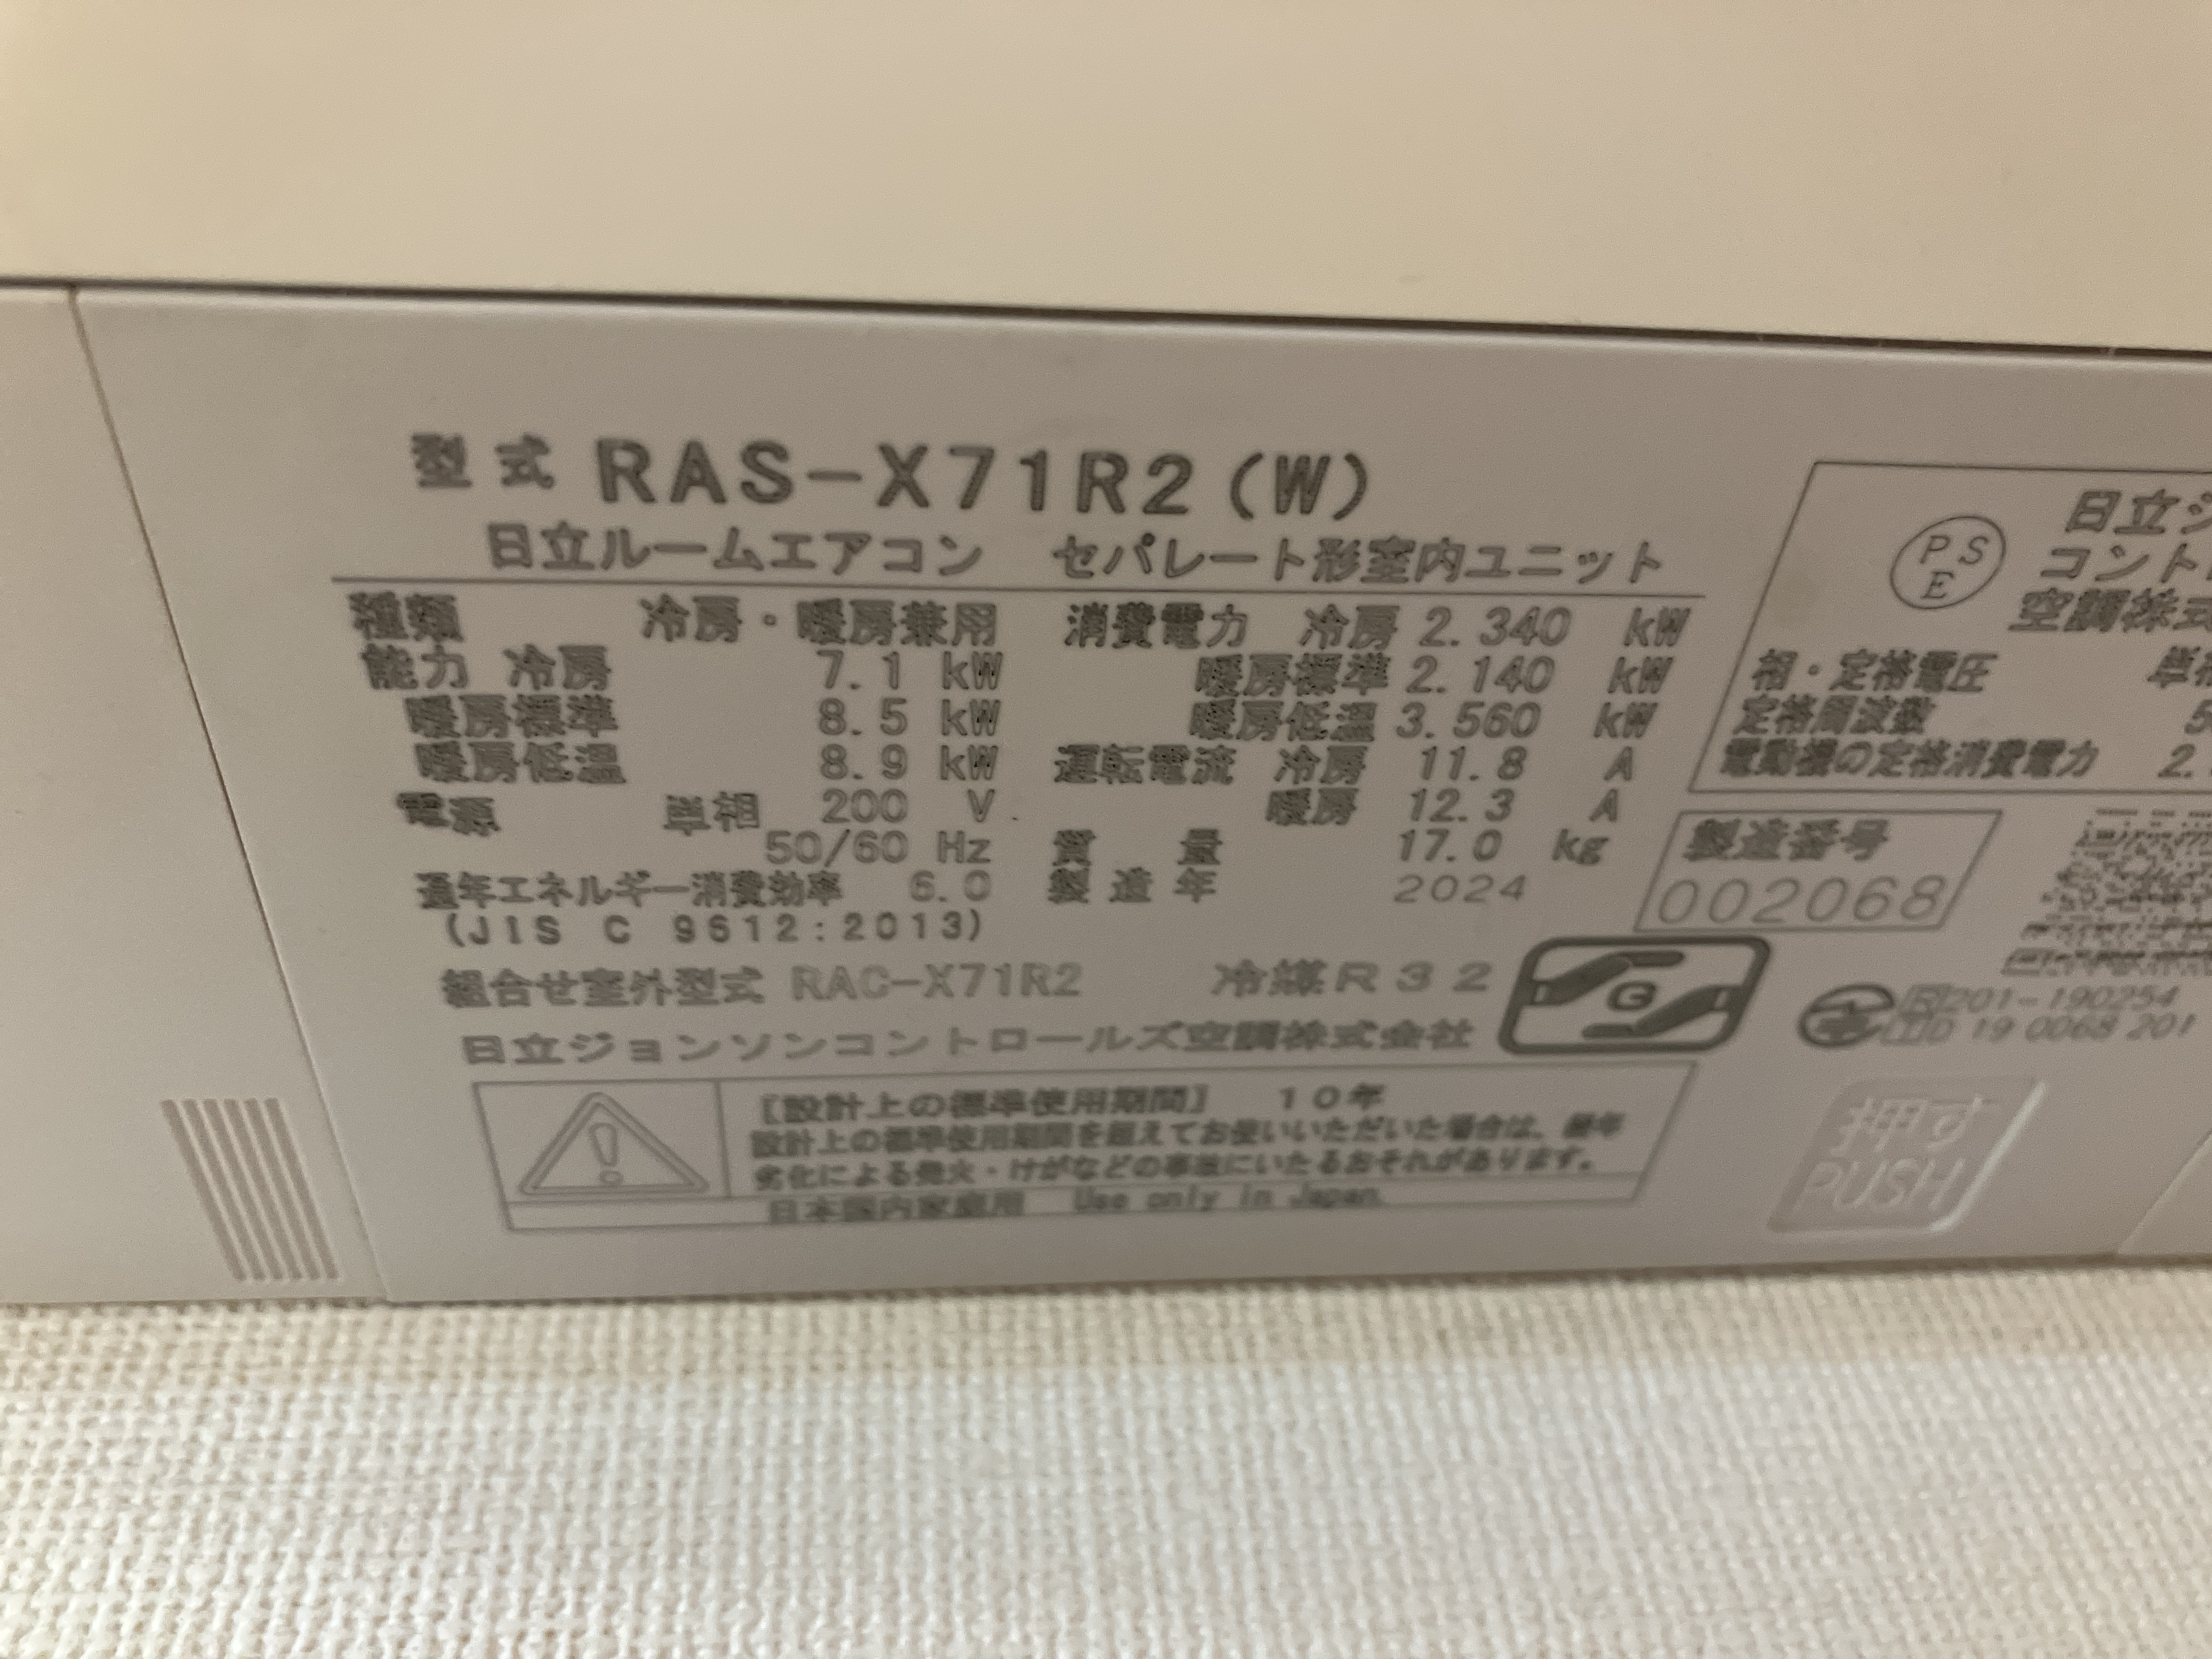 型式 RAS-X71R2(W)
日立ルームエアコン セパレート形室内ユニット
種類 冷房・暖房兼用
能力 冷房 7.1 kW
暖房標準 8.5 kW
暖房低温 8.9 kW
電源 単相 200 V
50/60 Hz
通年エネルギー消費効率 6.0
(JIS C 9612:2013)
消費電力 冷房 2.340 kW
暖房標準 2.140 kW
暖房低温 3.560 kW
運転電流 冷房 11.8 A
暖房 12.3 A
質量 17.0 kg
製造年 2024
組合せ室外型式 RAC-X71R2 冷媒R32
日立ジョンソンコントロールズ空調株式会社
[設計上の標準使用期間] 10年
設計上の標準使用期間を超えてお使いいただいた場合は、経年
劣化による発火・けがなどの事故にいたるおそれがあります。
日本国内家庭用 Use only in Japan
PSE
日立ジ
コント
空調株式
相・定格電圧 単相
定格周波数 5
電動機の定格消費電力 2.
製造番号
002068
G
R 201-190254
D 19 0068 201
押す
PUSH